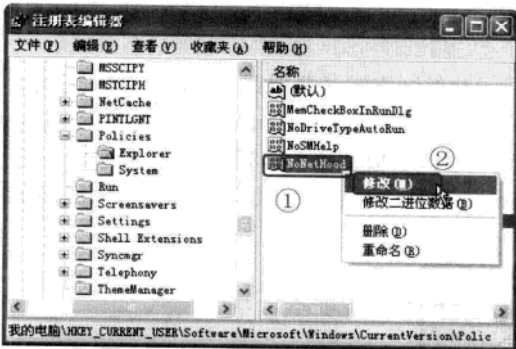 注册表编辑器
文件(F) 编辑(E) 查看(V) 收藏夹(A) 帮助(H)
MSSCIPY
MSTCIPH
NetCache
PINTLGNT
Policies
Explorer
System
Run
Screensavers
Settings
Shell Extensions
Syncmgr
Telephony
ThemeManager
名称
ab (默认)
MemCheckBoxInRunDlg
NoDriveTypeAutoRun
NoSMHelp
NoNetHood
①
②
修改(M)
修改二进位数据(B)
删除(D)
重命名(R)
我的电脑\HKEY_CURRENT_USER\Software\Microsoft\Windows\CurrentVersion\Polic